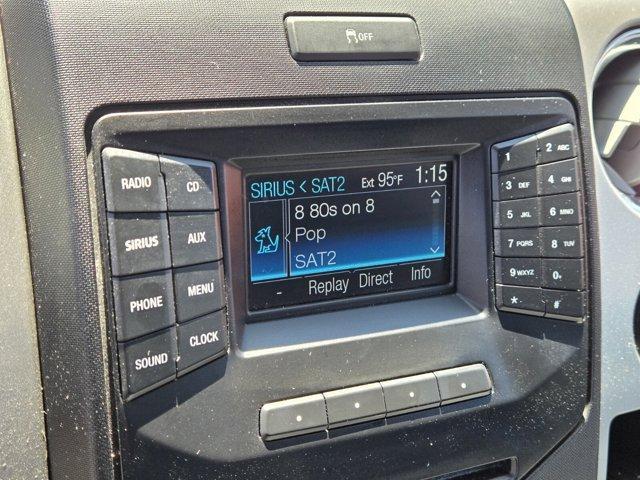 OFF
SIRIUS < SAT2 Ext 95°F 1:15
8 80s on 8
Pop
SAT2
- Replay Direct Info
RADIO CD
SIRIUS AUX
PHONE MENU
SOUND CLOCK
1 2 ABC
3 DEF 4 GHI
5 JKL 6 MNO
7 PQRS 8 TUV
9 WXYZ 0
* #